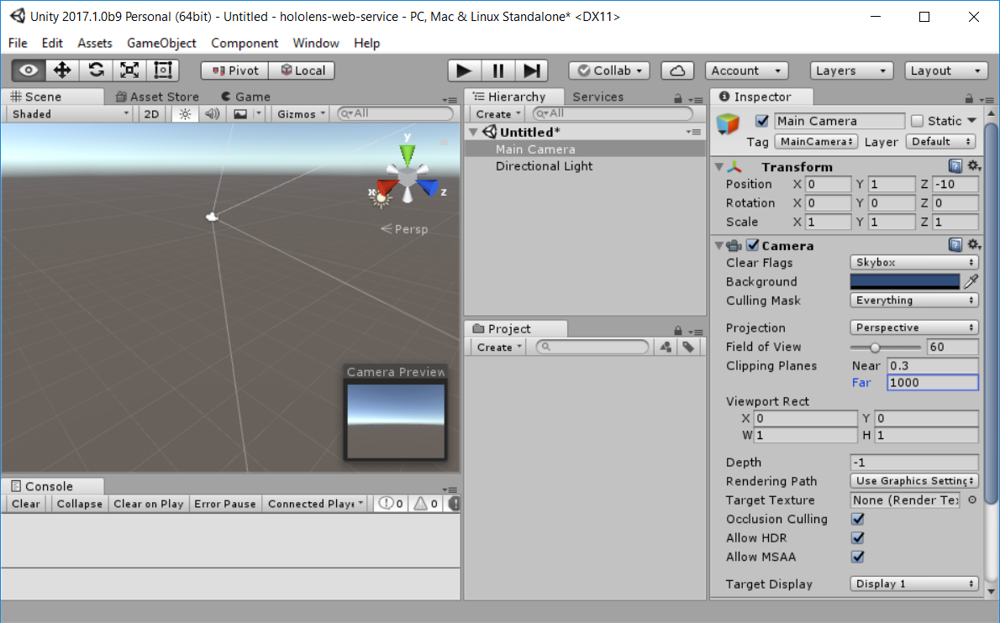 Unity 2017.1.0b9 Personal (64bit) - Untitled - hololens-web-service - PC, Mac & Linux Standalone* <DX11>
File Edit Assets GameObject Component Window Help
Pivot Local Collab Account Layers Layout
Scene Asset Store Game
Shaded 2D Gizmos All
y
x
z
Persp
Camera Preview
Console
Clear Collapse Clear on Play Error Pause Connected Playe 0 0
Hierarchy Services
Create All
Untitled*
Main Camera
Directional Light
Project
Create
Inspector
Main Camera Static
Tag MainCamera Layer Default
Transform
Position X 0 Y 1 Z -10
Rotation X 0 Y 0 Z 0
Scale X 1 Y 1 Z 1
Camera
Clear Flags Skybox
Background
Culling Mask Everything
Projection Perspective
Field of View 60
Clipping Planes Near 0.3
Far 1000
Viewport Rect
X 0 Y 0
W 1 H 1
Depth -1
Rendering Path Use Graphics Setting
Target Texture None (Render Te
Occlusion Culling
Allow HDR
Allow MSAA
Target Display Display 1